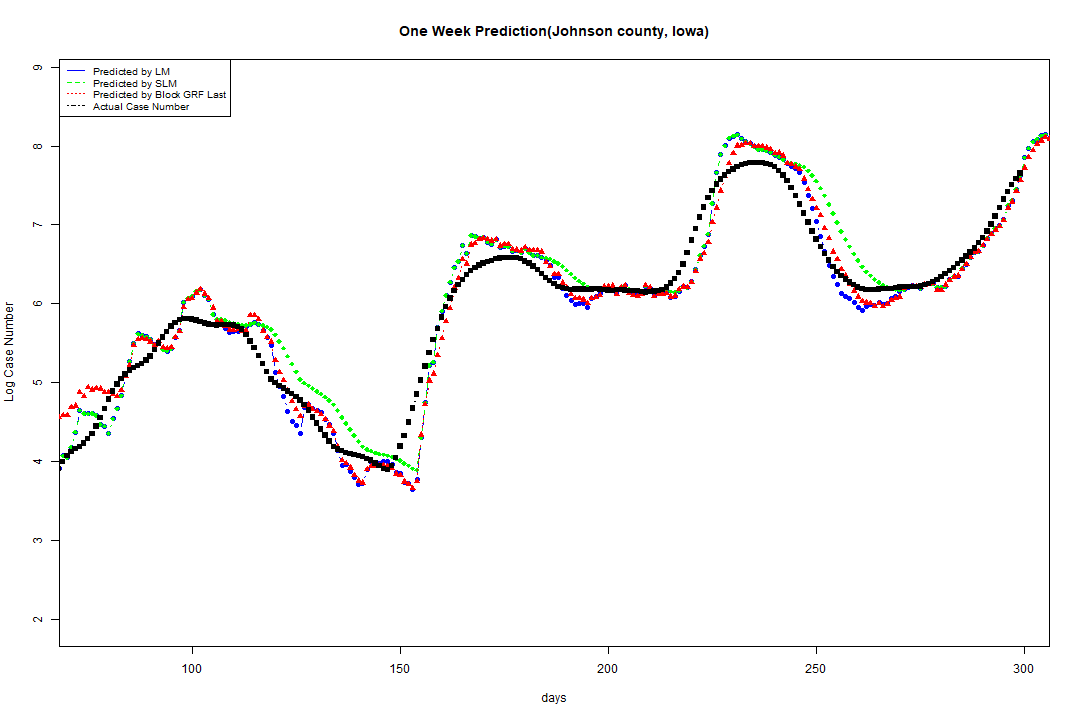 One Week Prediction(Johnson county, Iowa)
Predicted by LM
Predicted by SLM
Predicted by Block GRF Last
Actual Case Number
9
8
7
6
5
4
3
2
Log Case Number
100 150 200 250 300
days